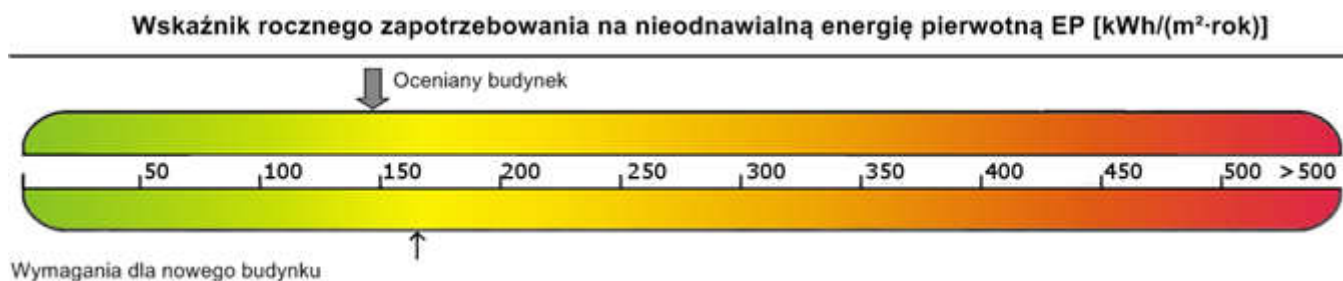 Wskaźnik rocznego zapotrzebowania na nieodnawialną energię pierwotną EP [kWh/(m²·rok)]
Oceniany budynek
50 100 150 200 250 300 350 400 450 500 >500
Wymagania dla nowego budynku